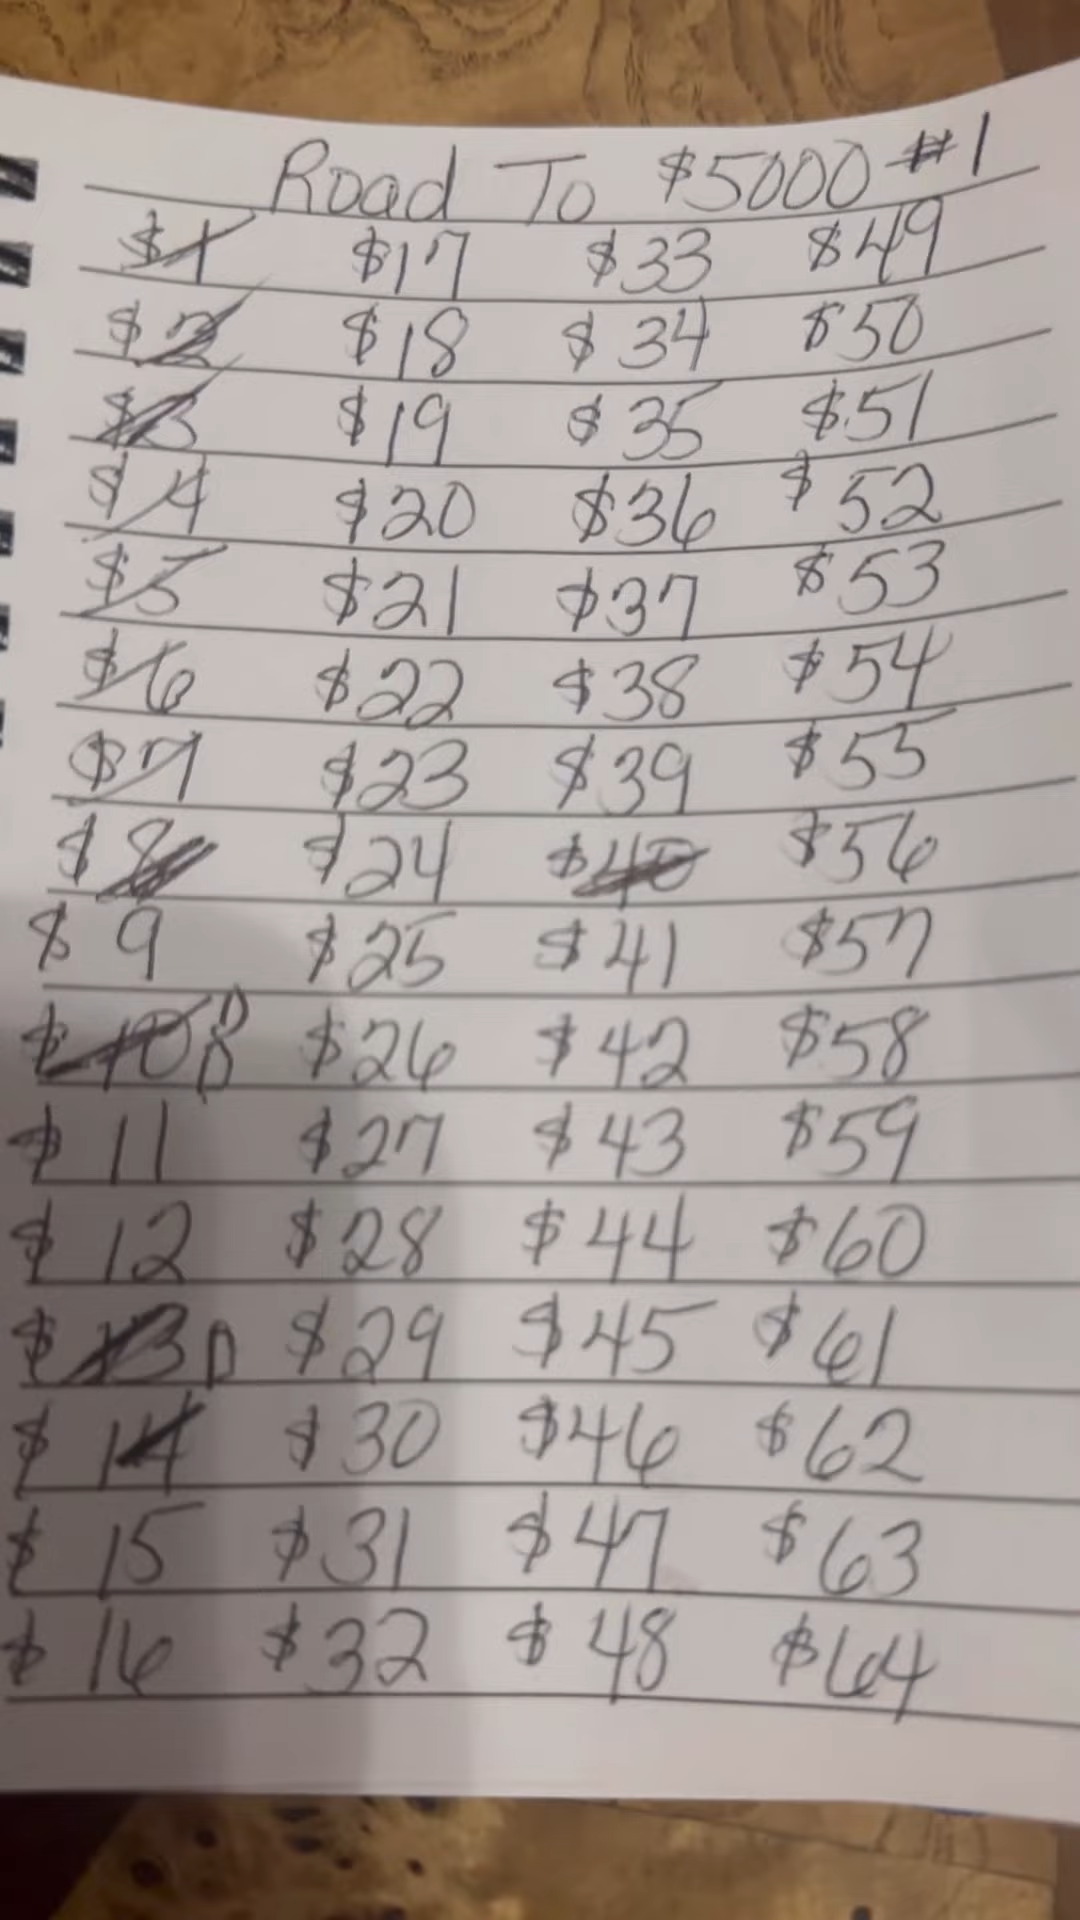 Road To $5000 #1
$1 $17 $33 $49
$2 $18 $34 $50
$3 $19 $35 $51
$4 $20 $36 $52
$5 $21 $37 $53
$6 $22 $38 $54
$7 $23 $39 $55
$8 $24 $40 $56
$9 $25 $41 $57
$10 D D $26 $42 $58
$11 $27 $43 $59
$12 $28 $44 $60
$13 D $29 $45 $61
$14 $30 $46 $62
$15 $31 $47 $63
$16 $32 $48 $64